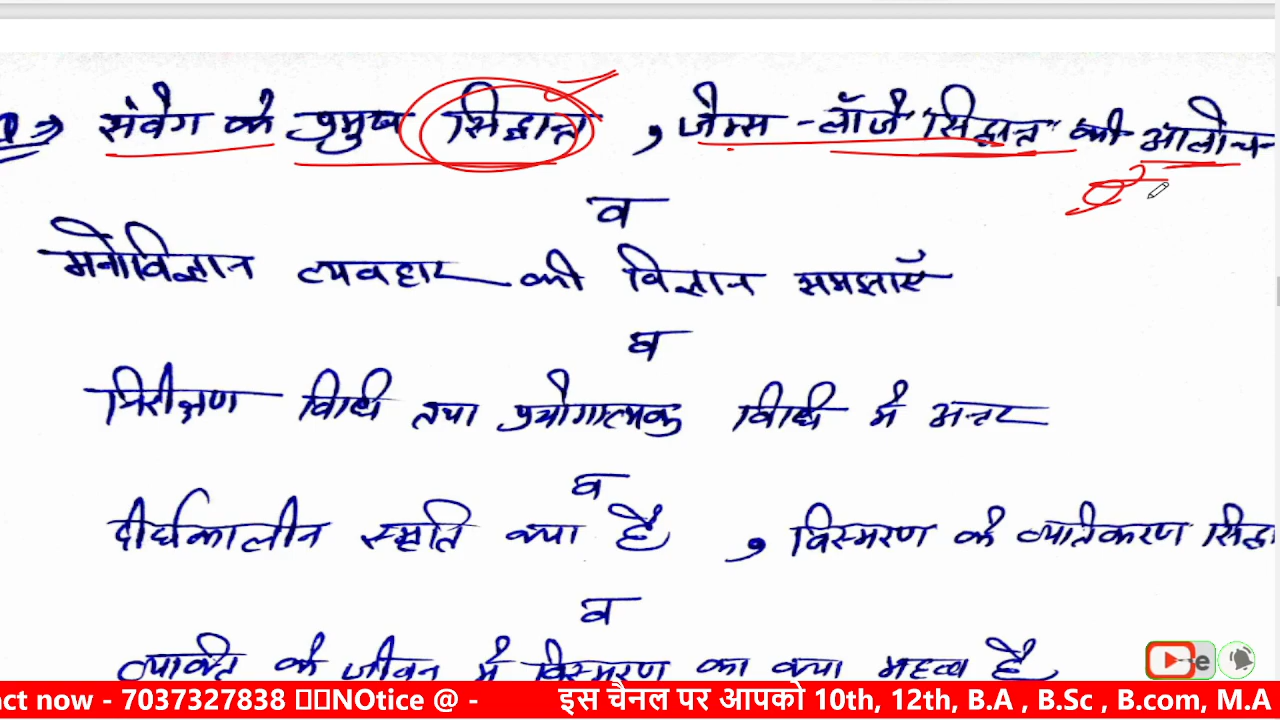 संवेग के प्रमुख सिद्धान्त , जेम्स - लाँजे "सिद्धान्त" की आलोचन
व
मनोविज्ञान व्यवहार की विज्ञान समझाएँ
व
निरीक्षण विधि तथा प्रयोगात्मक विधि में अन्तर
व
दीर्घकालीन स्मृति क्या है , विस्मरण के व्यतिकरण सिद्धा
व
व्यक्ति के जीवन में विस्मरण का क्या महत्व है
act now - 7037327838 NOtice @ - इस चैनल पर आपको 10th, 12th, B.A , B.Sc , B.com, M.A